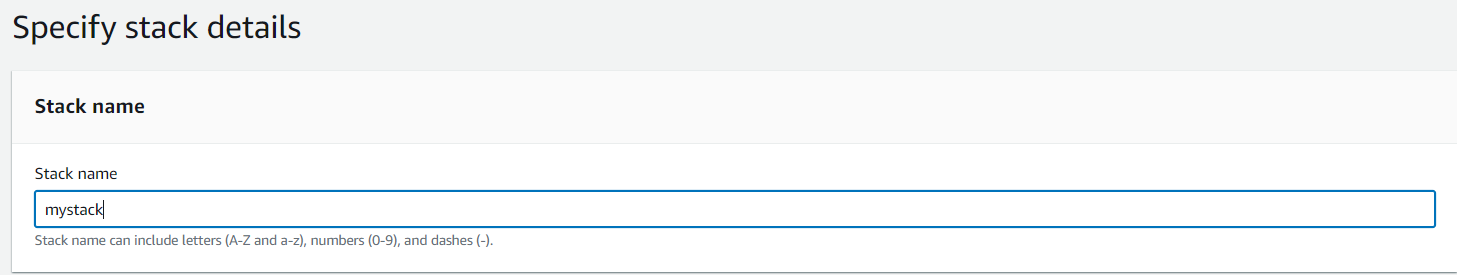 Specify stack details
Stack name
Stack name
mystack
Stack name can include letters (A-Z and a-z), numbers (0-9), and dashes (-).